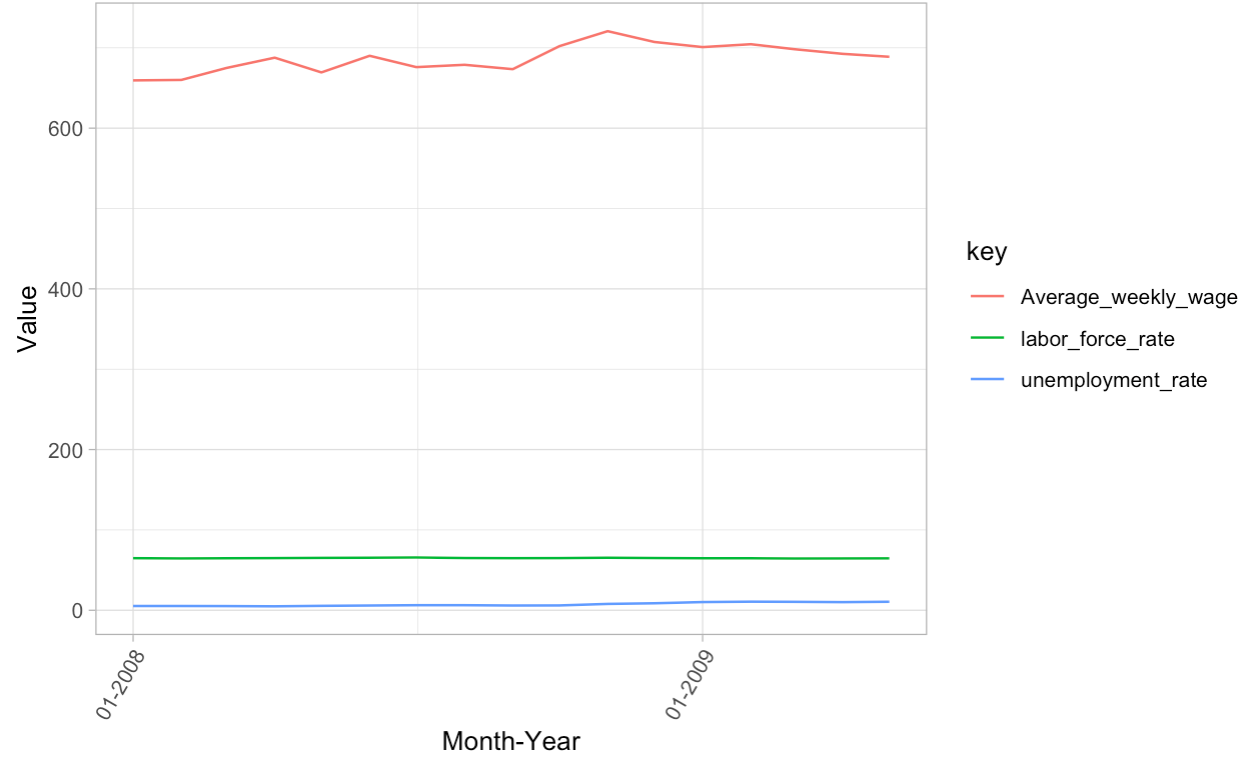 600
400
200
0
Value
01-2008
01-2009
Month-Year
key
Average_weekly_wage
labor_force_rate
unemployment_rate